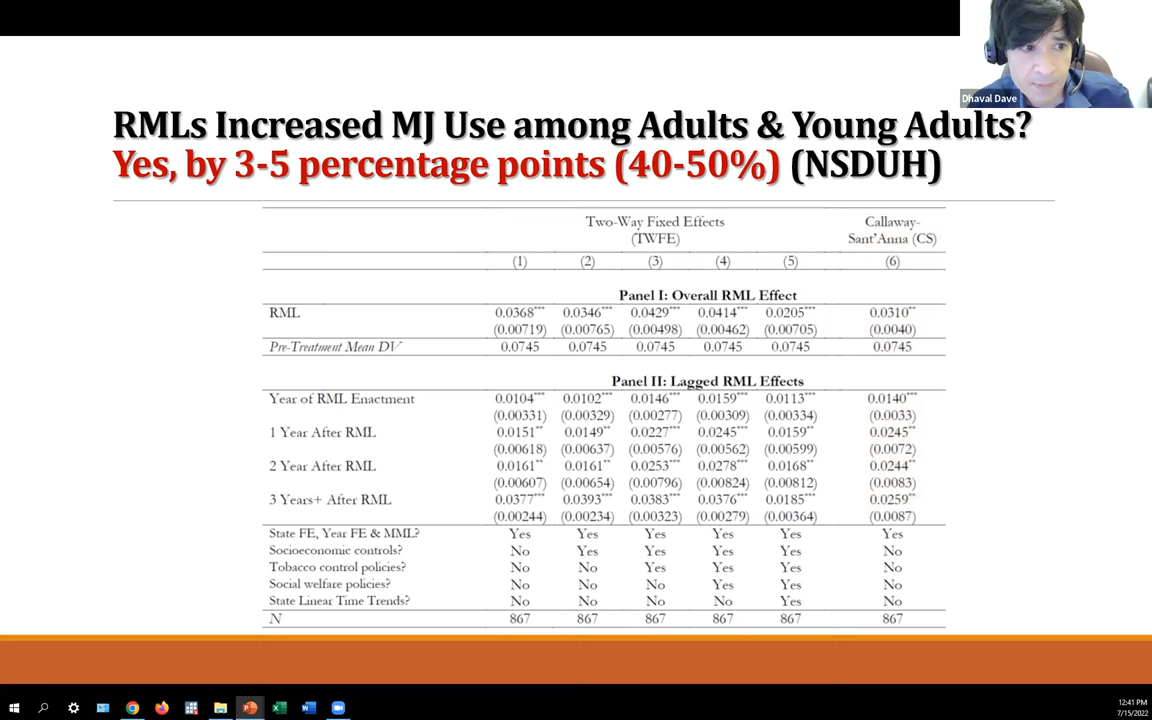 Dhaval Dave
RMLs Increased MJ Use among Adults & Young Adults?
Yes, by 3-5 percentage points (40-50%) (NSDUH)
Two-Way Fixed Effects Callaway-
(TWFE) Sant'Anna (CS)
(1) (2) (3) (4) (5) (6)
Panel I: Overall RML Effect
RML 0.0368*** 0.0346*** 0.0429*** 0.0414*** 0.0205*** 0.0310**
(0.00719) (0.00765) (0.00498) (0.00462) (0.00705) (0.0040)
Pre-Treatment Mean DV 0.0745 0.0745 0.0745 0.0745 0.0745 0.0745
Panel II: Lagged RML Effects
Year of RML Enactment 0.0104*** 0.0102*** 0.0146*** 0.0159*** 0.0113*** 0.0140***
(0.00331) (0.00329) (0.00277) (0.00309) (0.00334) (0.0033)
1 Year After RML 0.0151** 0.0149** 0.0227*** 0.0245*** 0.0159** 0.0245**
(0.00618) (0.00637) (0.00576) (0.00562) (0.00599) (0.0072)
2 Year After RML 0.0161** 0.0161** 0.0253*** 0.0278*** 0.0168** 0.0244**
(0.00607) (0.00654) (0.00796) (0.00824) (0.00812) (0.0083)
3 Years+ After RML 0.0377*** 0.0393*** 0.0383*** 0.0376*** 0.0185*** 0.0259**
(0.00244) (0.00234) (0.00323) (0.00279) (0.00364) (0.0087)
State FE, Year FE & MML? Yes Yes Yes Yes Yes Yes
Socioeconomic controls? No Yes Yes Yes Yes No
Tobacco control policies? No No Yes Yes Yes No
Social welfare policies? No No No Yes Yes No
State Linear Time Trends? No No No No Yes No
N 867 867 867 867 867 867
12:41 PM
7/15/2022